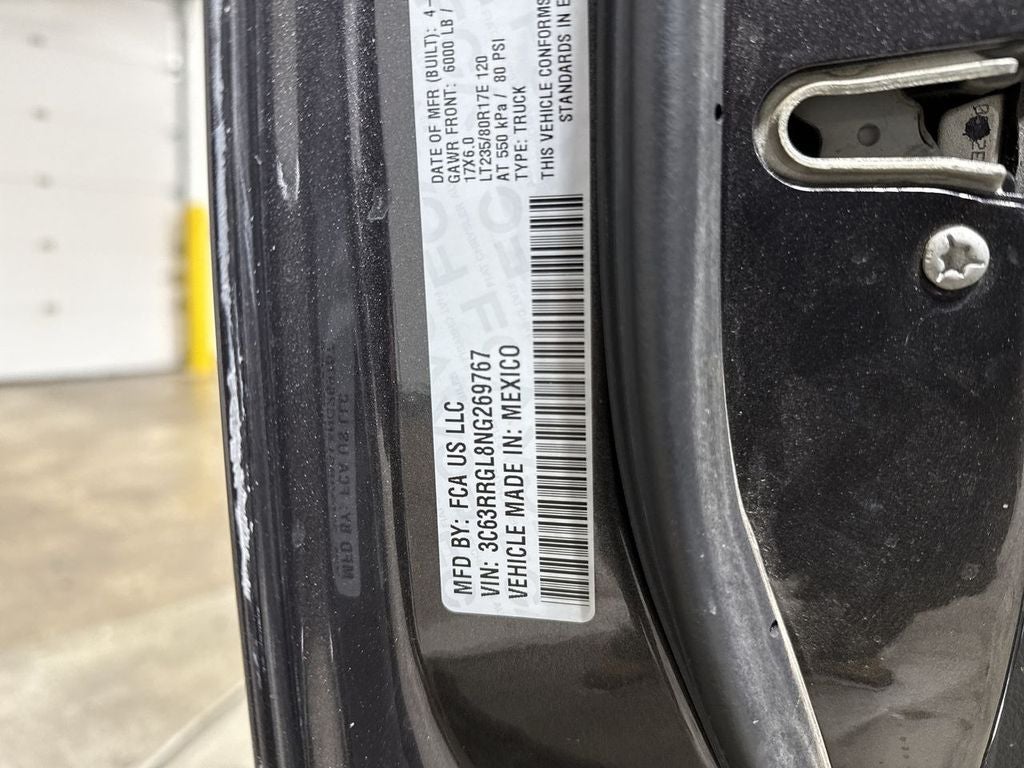 MFD BY: FCA US LLC
VIN: 3C63RRGL8NG269767
VEHICLE MADE IN: MEXICO
DATE OF MFR (BUILT): 4-
GAWR FRONT: 6000 LB /
17X6.0
LT235/80R17E 120
AT 550 kPa / 80 PSI
TYPE: TRUCK
THIS VEHICLE CONFORMS
STANDARDS IN E